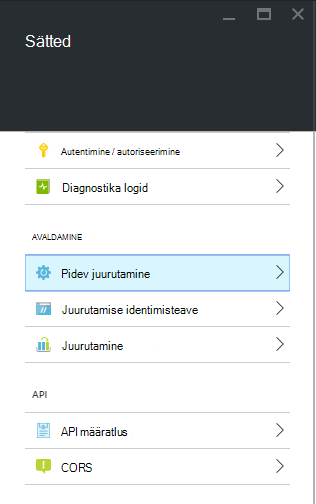 Sätted
Autentimine / autoriseerimine
Diagnostika logid
AVALDAMINE
Pidev juurutamine
Juurutamise identimisteave
Juurutamine
API
API määratlus
CORS